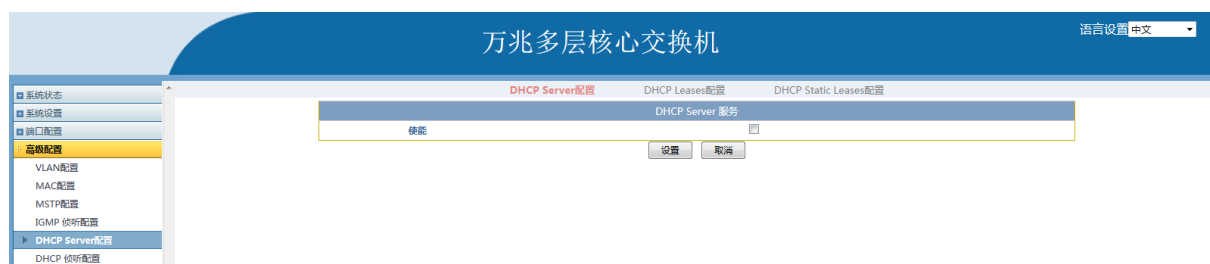 万兆多层核心交换机
语言设置 中文
系统状态
系统设置
端口配置
高级配置
VLAN配置
MAC配置
MSTP配置
IGMP 侦听配置
DHCP Server配置
DHCP 侦听配置
DHCP Server配置 DHCP Leases配置 DHCP Static Leases配置
DHCP Server 服务
使能
设置 取消